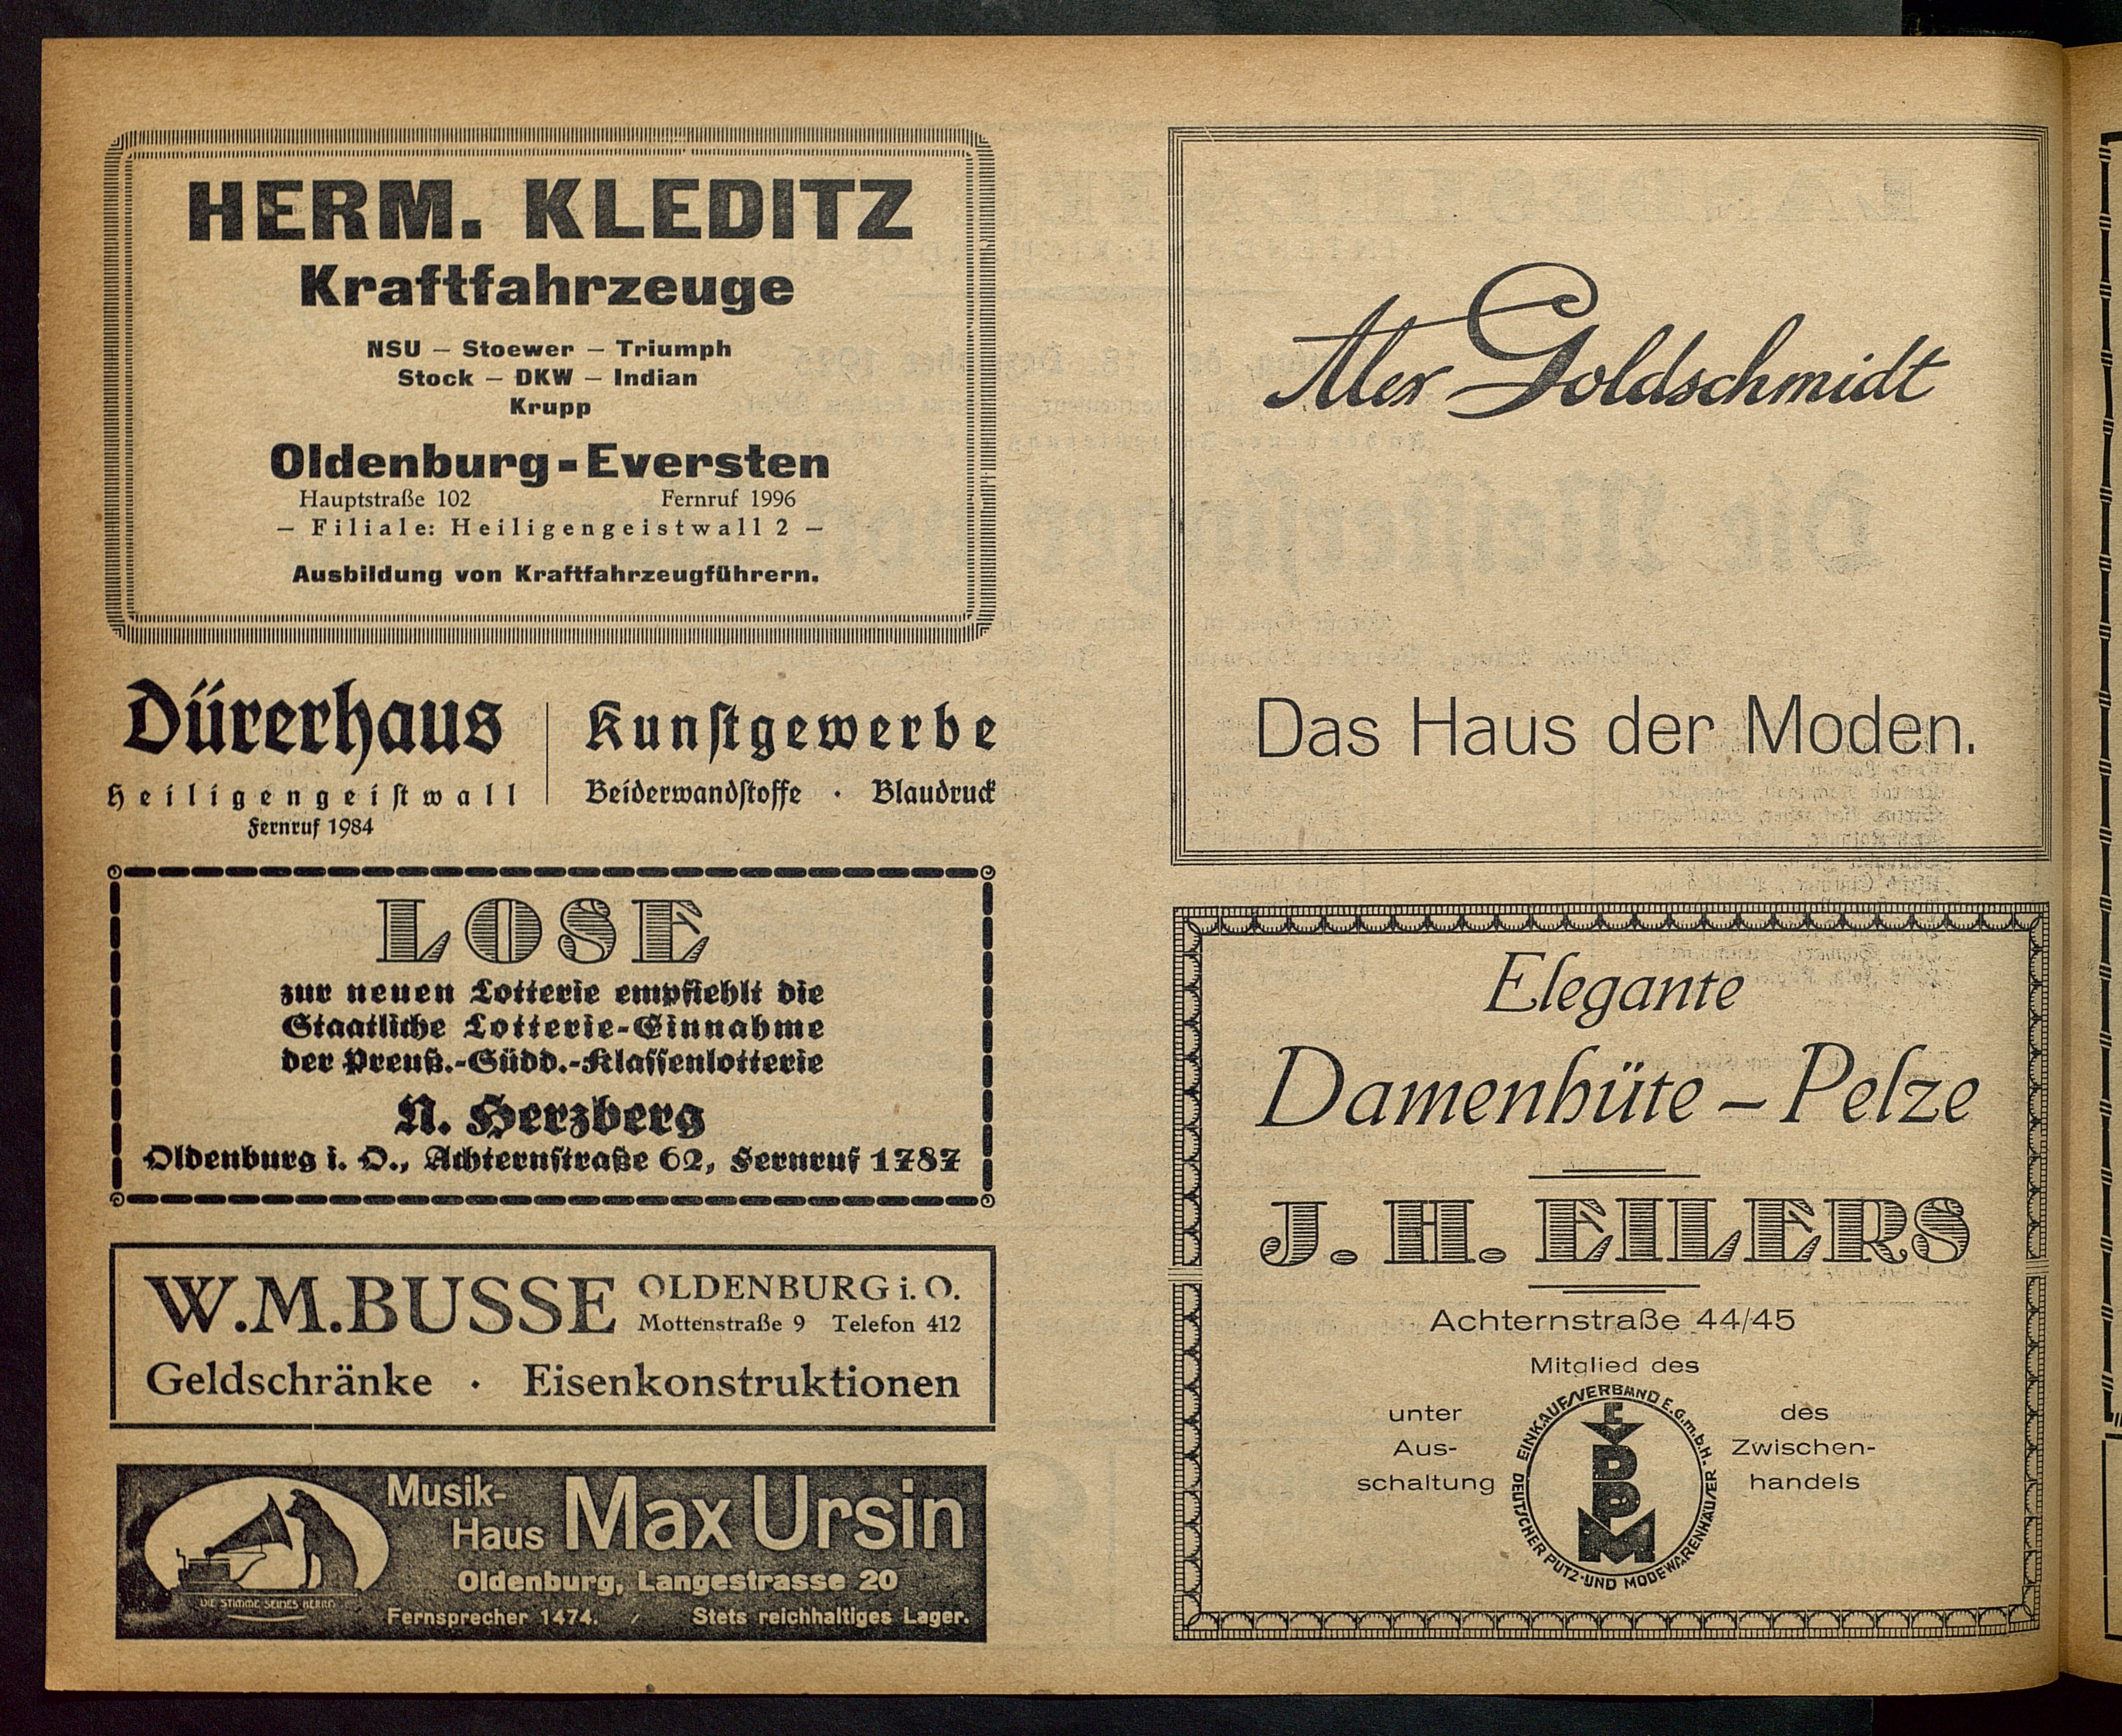 HERM. KLEDITZ
Kraftfahrzeuge
NSU — Stoewer — Triumph
Stock — DKW — Indian
Krupp
Oldenburg-Eversten
Hauptstraße 102 Fernruf 1996
— Filiale: Heiligengeistwall 2 —
Ausbildung von Kraftfahrzeugführern.
Dürerhaus
Heiligengeistwall
Fernruf 1984
Kunstgewerbe
Beiderwandstoffe · Blaudruck
LOSE
zur neuen Lotterie empfiehlt die
Staatliche Lotterie-Einnahme
der Preuß.-Südd.-Klassenlotterie
N. Herzberg
Oldenburg i. O., Achternstraße 62, Fernruf 1787
W.M.BUSSE OLDENBURG i. O.
Mottenstraße 9 Telefon 412
Geldschränke · Eisenkonstruktionen
Musik-
Haus Max Ursin
Oldenburg, Langestrasse 20
DIE STIMME SEINES HERRN
Fernsprecher 1474. / Stets reichhaltiges Lager.
Alex Goldschmidt
Das Haus der Moden.
Elegante
Damenhüte – Pelze
J. H. EILERS
Achternstraße 44/45
Mitglied des
unter
Aus-
schaltung
EINKAUFSVERBAND E.G.m.b.H.
DEUTSCHER PUTZ-UND MODEWARENHÄUSER
E
V
D
P
M
des
Zwischen-
handels